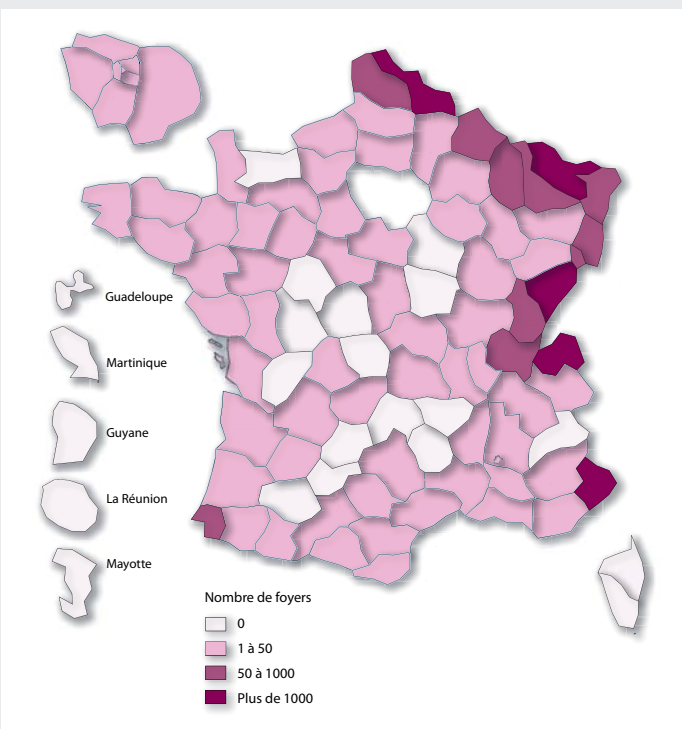 Guadeloupe
Martinique
Guyane
La Réunion
Mayotte
Nombre de foyers
0
1 à 50
50 à 1000
Plus de 1000